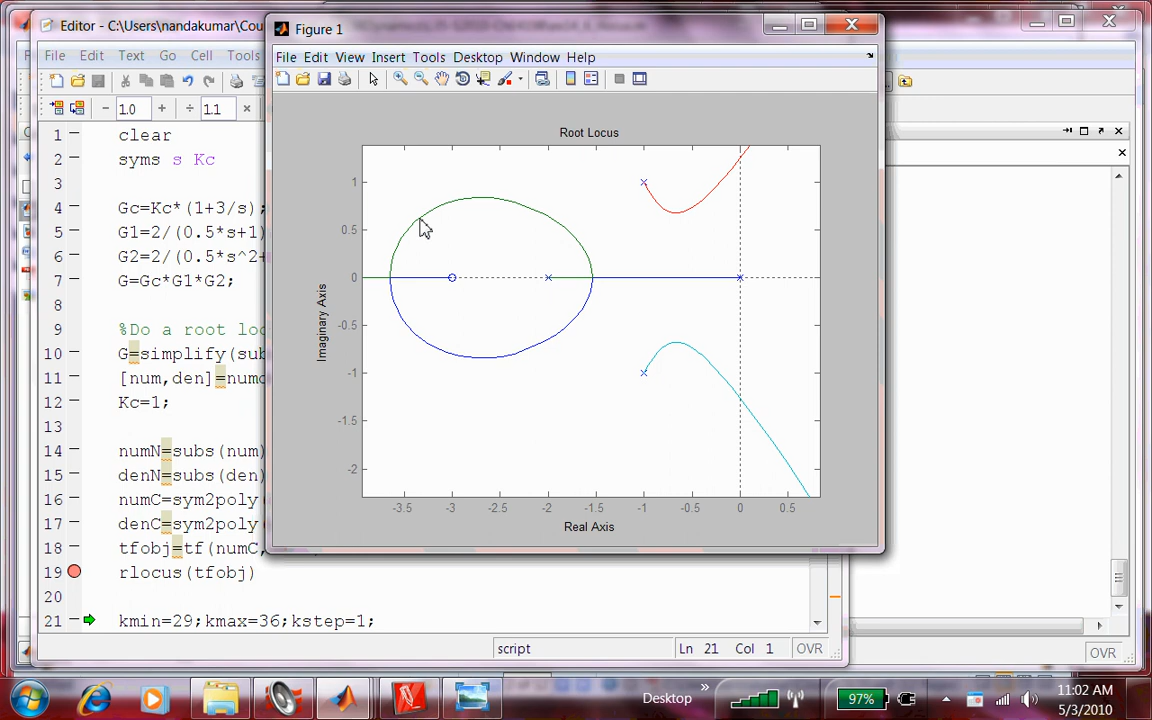 Editor - C:\Users\nandakumar\Cou
Figure 1
File Edit Text Go Cell Tools
File Edit View Insert Tools Desktop Window Help
1.0
1.1
1 clear
2 syms s Kc
3
4 Gc=Kc*(1+3/s);
5 G1=2/(0.5*s+1)
6 G2=2/(0.5*s^2+
7 G=Gc*G1*G2;
8
9 %Do a root loc
10 G=simplify(sub
11 [num,den]=numd
12 Kc=1;
13
14 numN=subs(num)
15 denN=subs(den)
16 numC=sym2poly(
17 denC=sym2poly(
18 tfobj=tf(numC,
19 rlocus(tfobj)
20
21 kmin=29;kmax=36;kstep=1;
Root Locus
1
0.5
0
-0.5
-1
-1.5
-2
Imaginary Axis
-3.5 -3 -2.5 -2 -1.5 -1 -0.5 0 0.5
Real Axis
script
Ln 21 Col 1
OVR
OVR
Desktop
97%
11:02 AM
5/3/2010